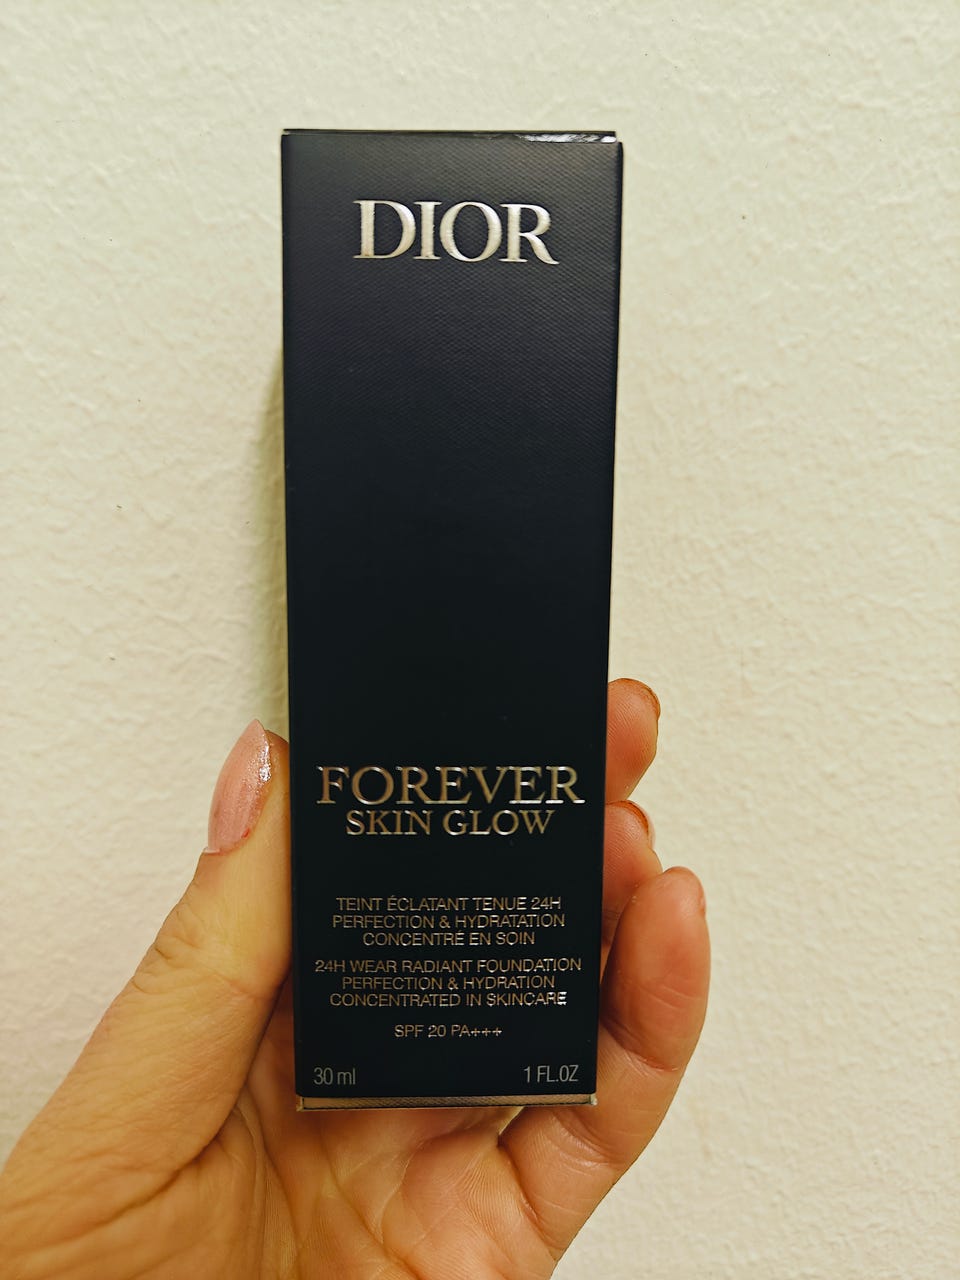 DIOR
FOREVER
SKIN GLOW
TEINT ÉCLATANT TENUE 24H
PERFECTION & HYDRATATION
CONCENTRÉ EN SOIN
24H WEAR RADIANT FOUNDATION
PERFECTION & HYDRATION
CONCENTRATED IN SKINCARE
SPF 20 PA+++
30 ml 1 FL.OZ